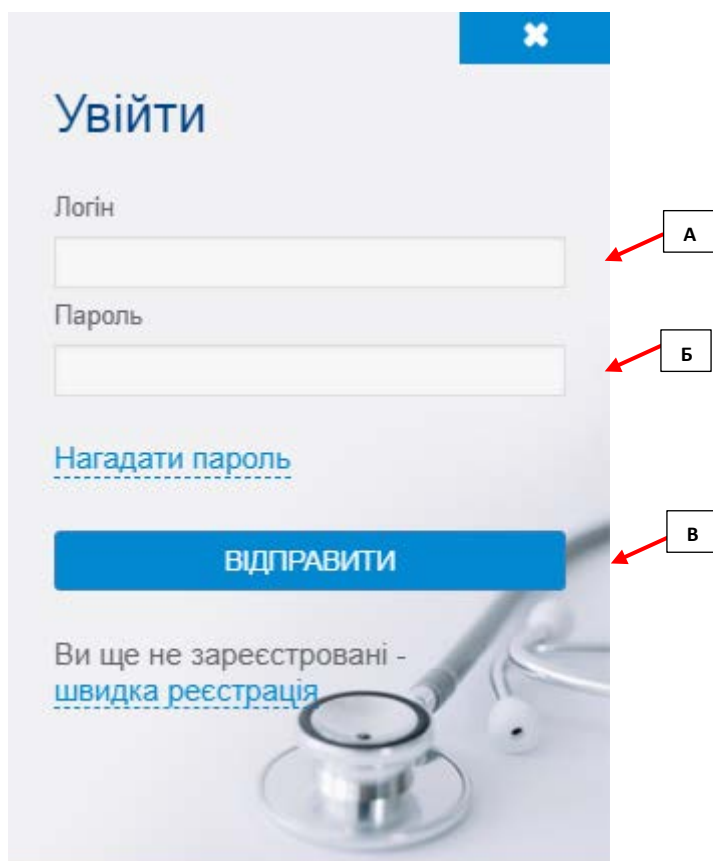 ✖
Увійти
Логін
А
Пароль
Б
Нагадати пароль
ВІДПРАВИТИ
В
Ви ще не зареєстровані -
швидка реєстрація